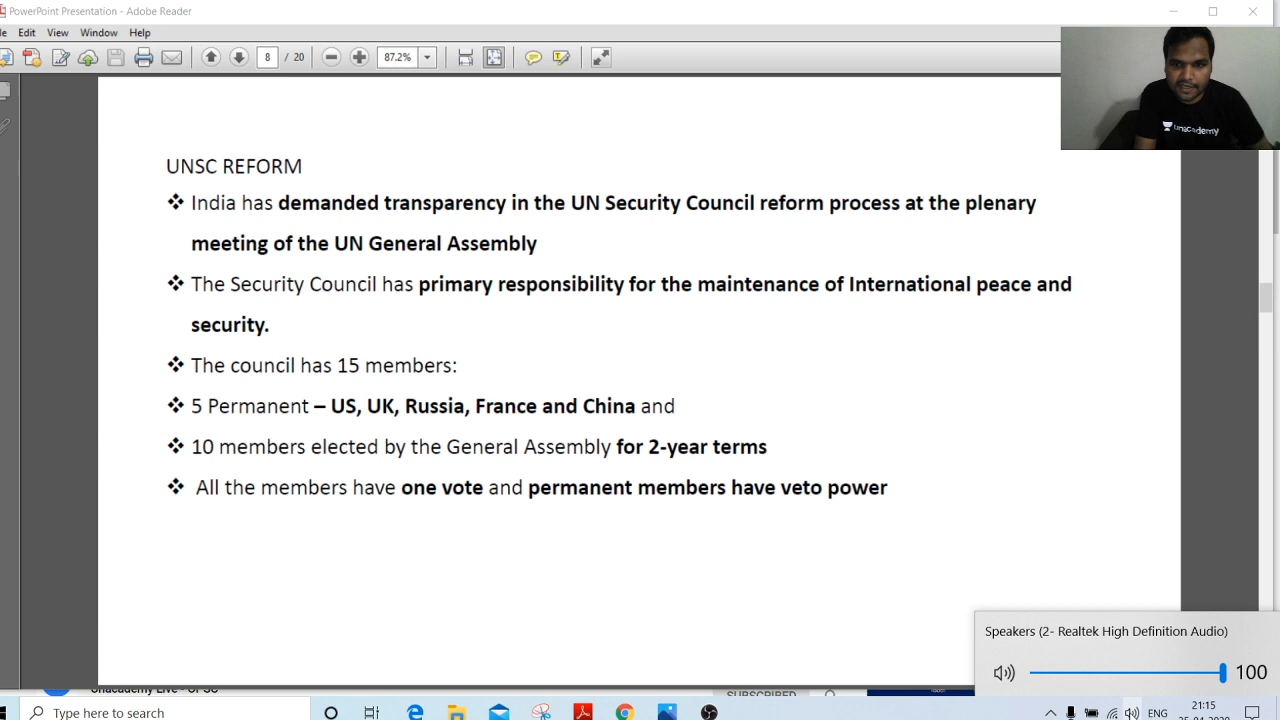 PowerPoint Presentation - Adobe Reader
Edit View Window Help
8 / 20 87.2%
unacademy
UNSC REFORM
❖ India has demanded transparency in the UN Security Council reform process at the plenary
meeting of the UN General Assembly
❖ The Security Council has primary responsibility for the maintenance of International peace and
security.
❖ The council has 15 members:
❖ 5 Permanent – US, UK, Russia, France and China and
❖ 10 members elected by the General Assembly for 2-year terms
❖ All the members have one vote and permanent members have veto power
Speakers (2- Realtek High Definition Audio)
100
SUBSCRIBED
Type here to search
ENG
21:15